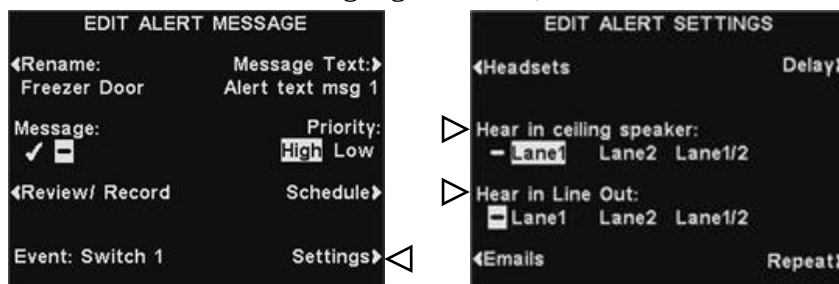 EDIT ALERT MESSAGE
◀Rename: Message Text:▶
Freezer Door Alert text msg 1
Message: Priority:
✓ – High Low
◀Review/ Record Schedule▶
Event: Switch 1 Settings▶
EDIT ALERT SETTINGS
◀Headsets Delay
Hear in ceiling speaker:
– Lane1 Lane2 Lane1/2
Hear in Line Out:
– Lane1 Lane2 Lane1/2
◀Emails Repeat